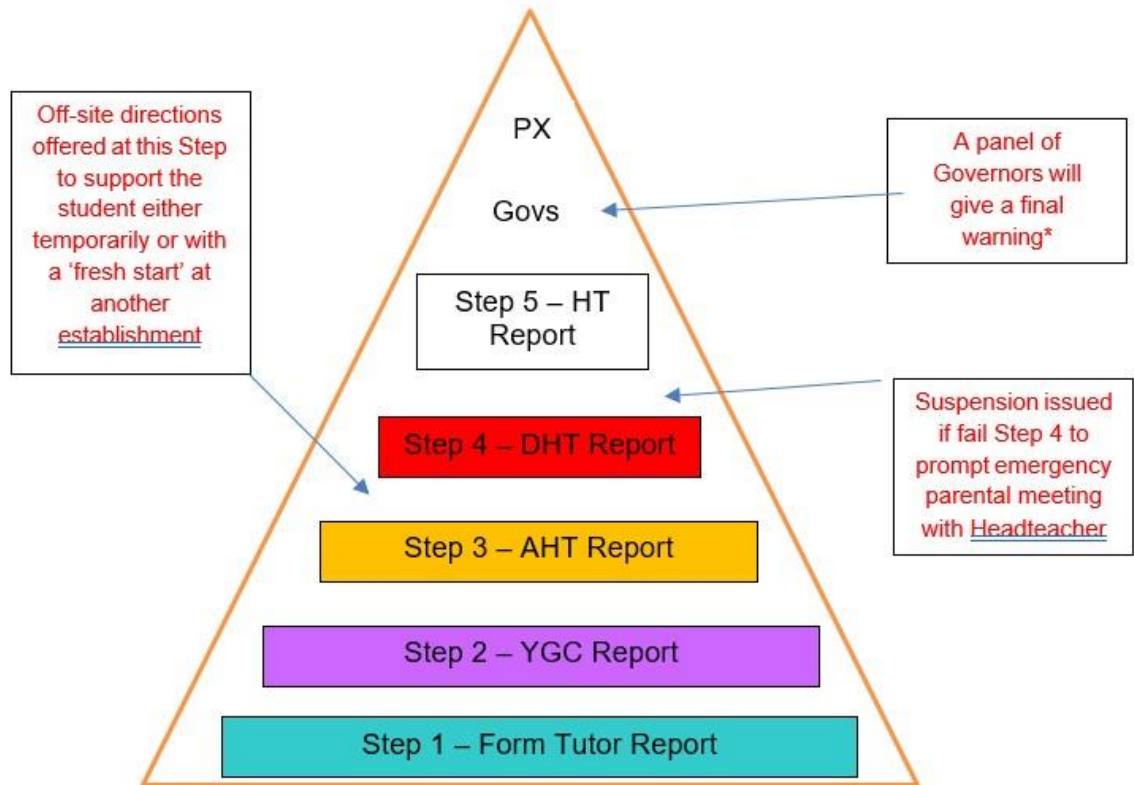 Off-site directions
offered at this Step
to support the
student either
temporarily or with
a ‘fresh start’ at
another
establishment
PX
Govs
A panel of
Governors will
give a final
warning*
Step 5 – HT
Report
Suspension issued
if fail Step 4 to
prompt emergency
parental meeting
with Headteacher
Step 4 – DHT Report
Step 3 – AHT Report
Step 2 – YGC Report
Step 1 – Form Tutor Report